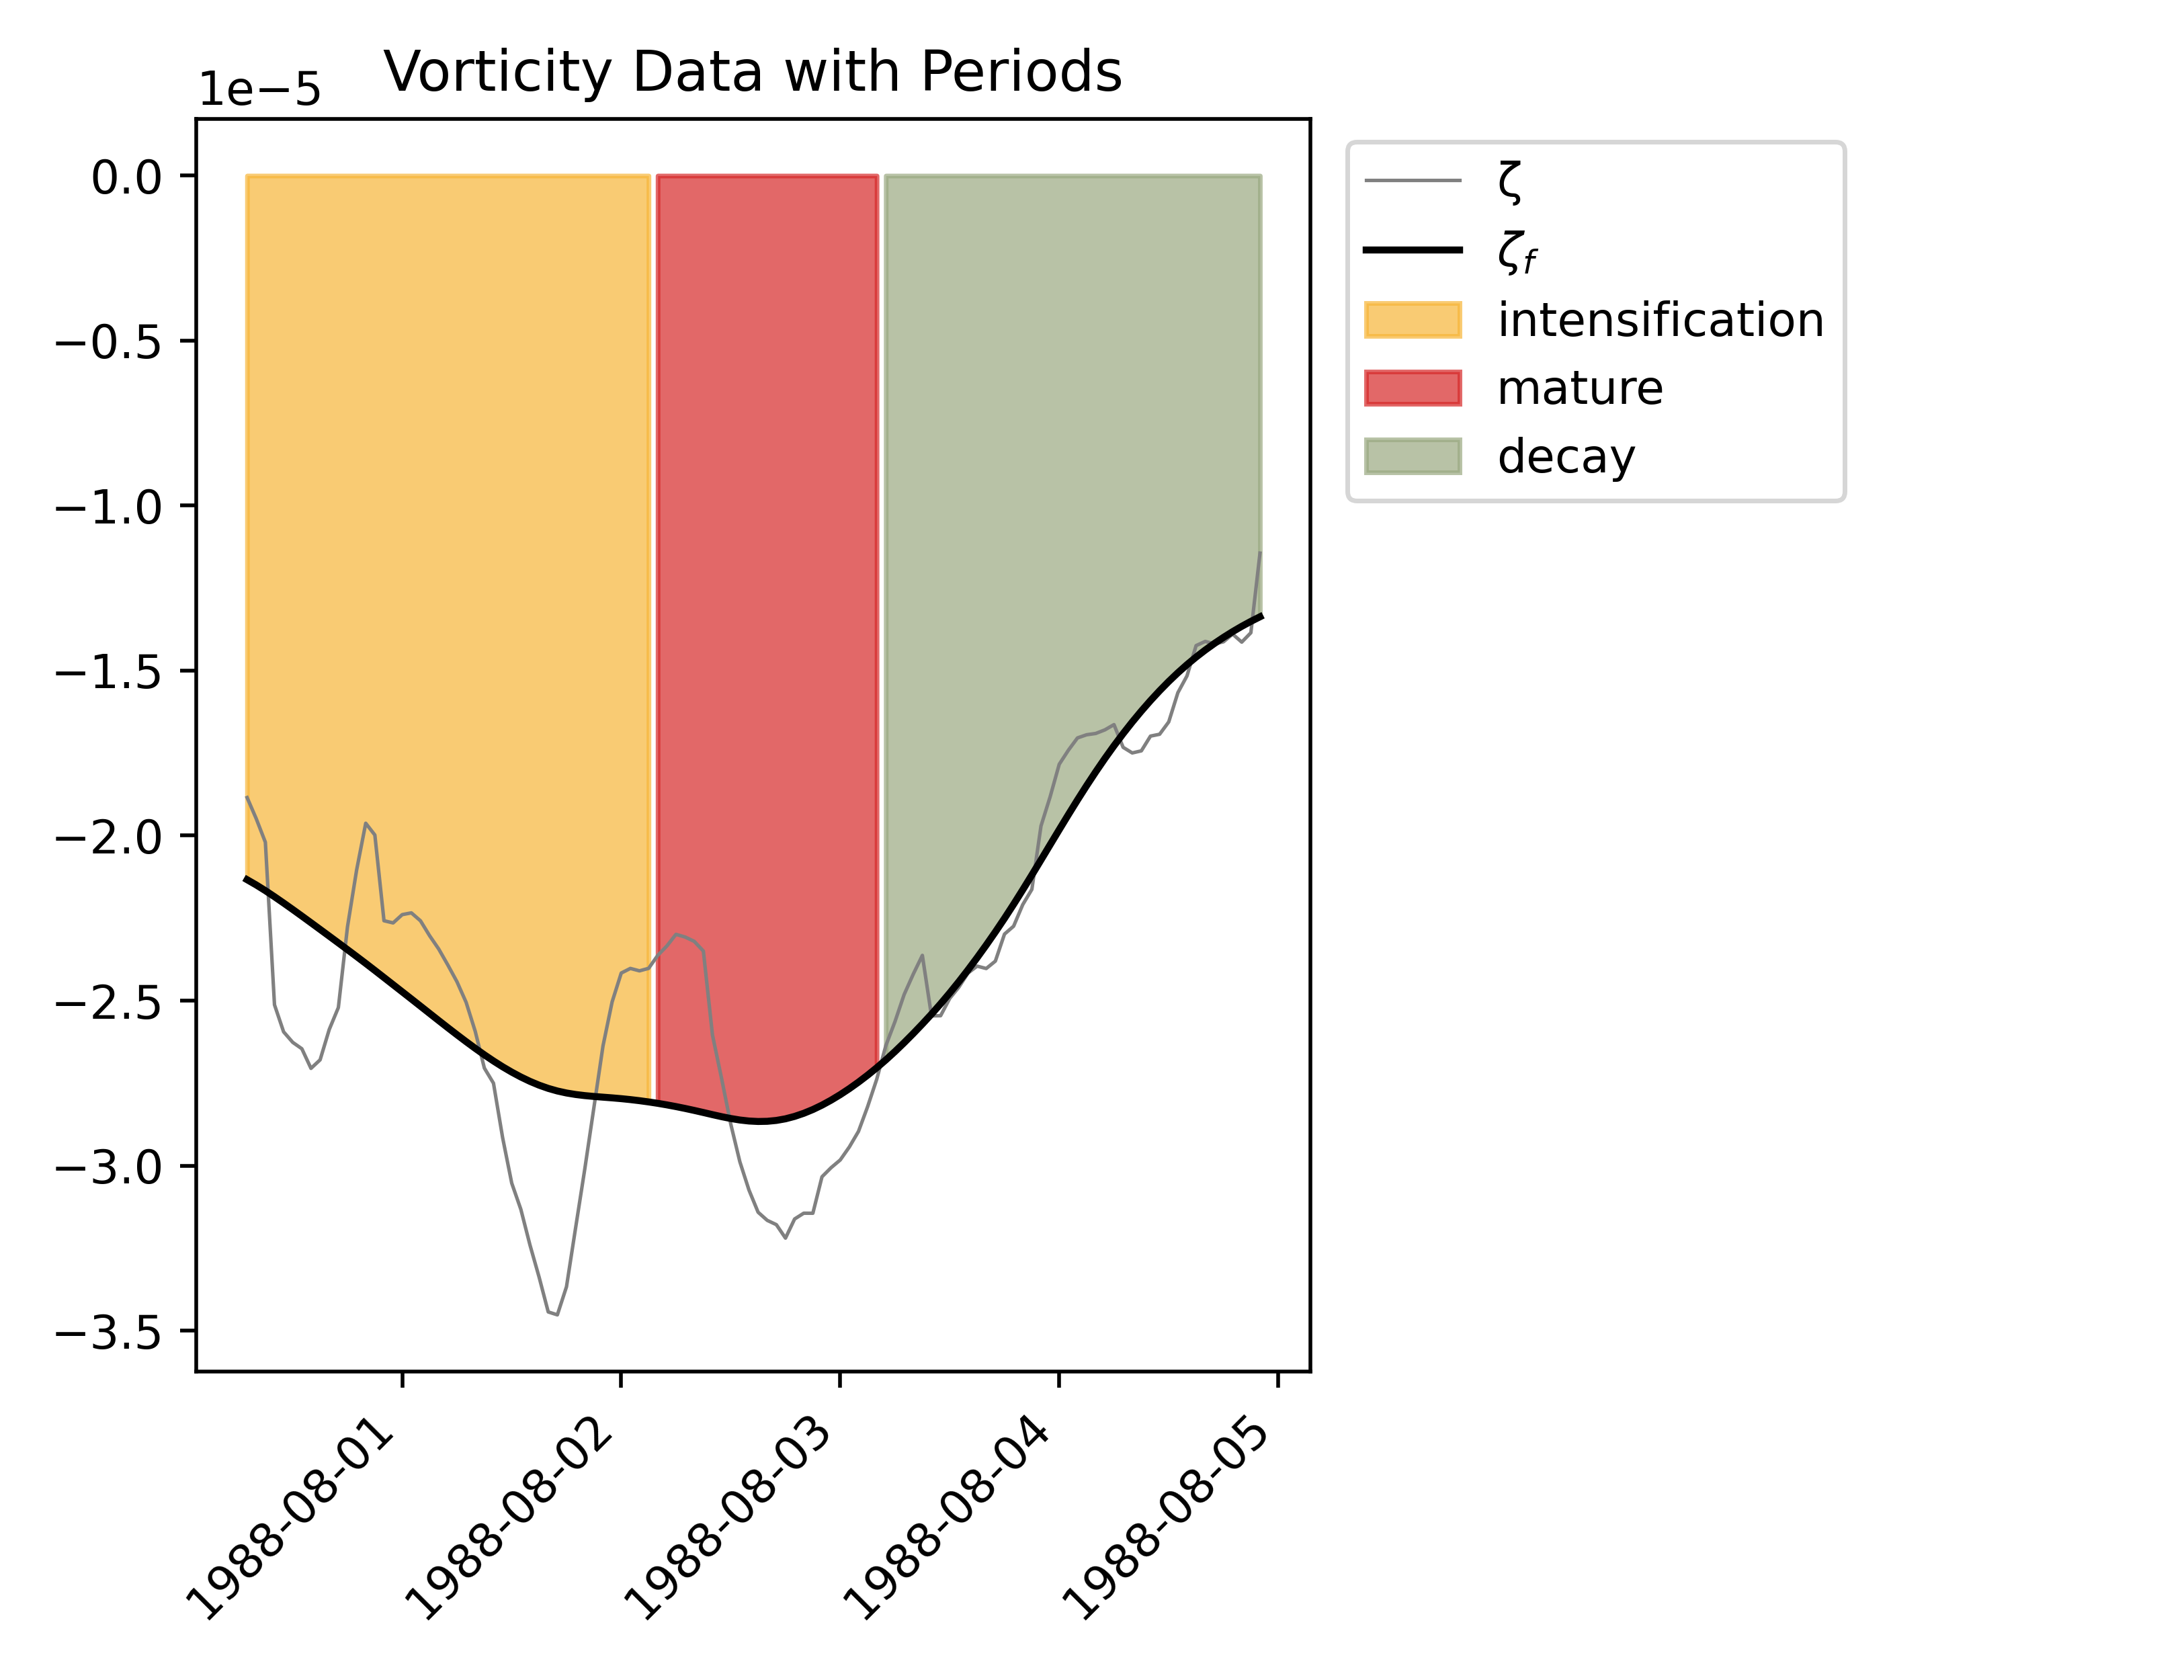 Vorticity Data with Periods
1e−5
0.0
−0.5
−1.0
−1.5
−2.0
−2.5
−3.0
−3.5
1988-08-01
1988-08-02
1988-08-03
1988-08-04
1988-08-05
ζ
ζf
intensification
mature
decay